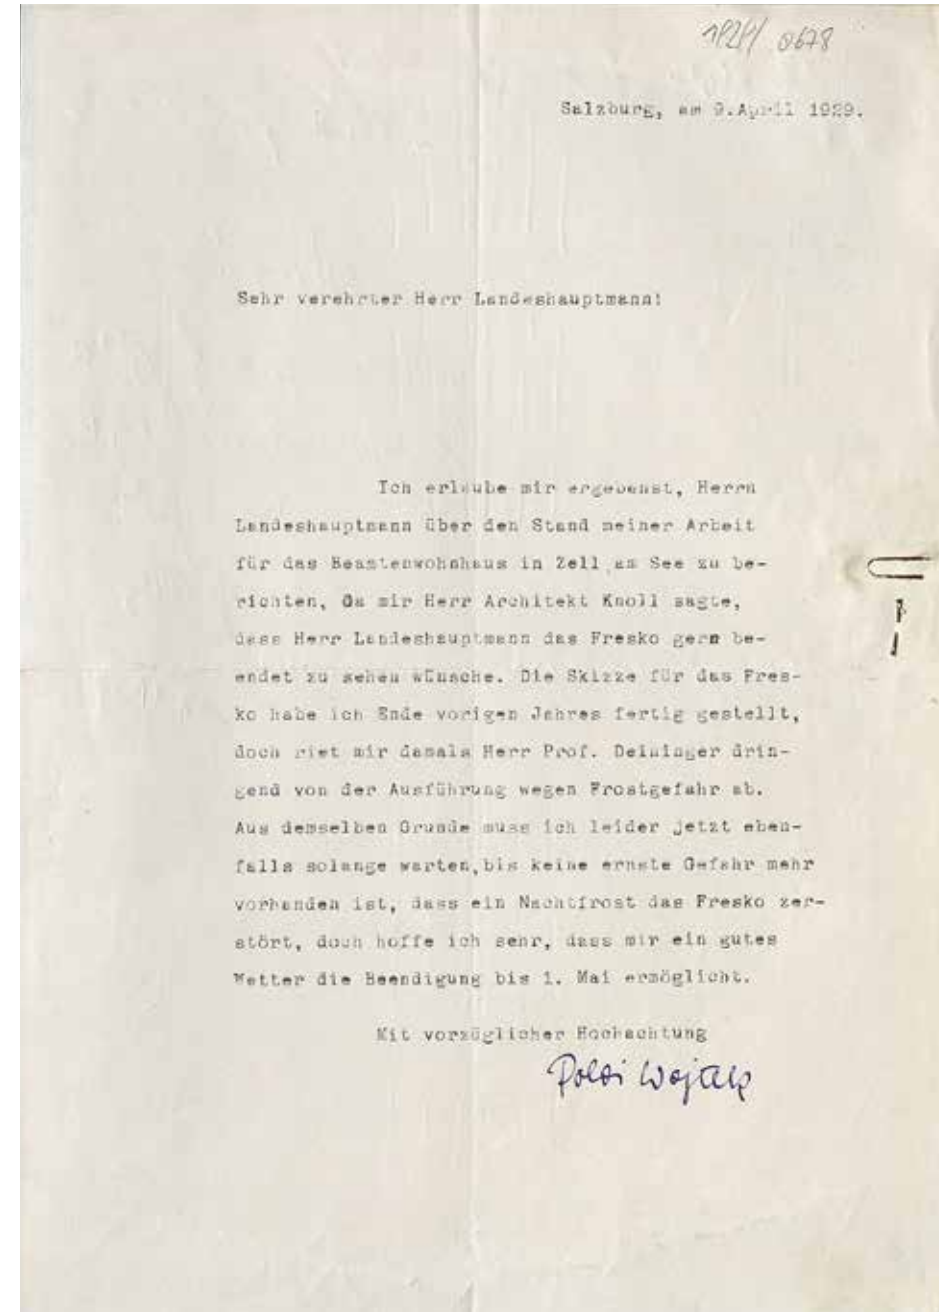 1929/ 0678
Salzburg, am 9.April 1929.
Sehr verehrter Herr Landeshauptmann!
Ich erlaube mir ergebenst, Herrn
Landeshauptmann über den Stand meiner Arbeit
für das Beamtenwohnhaus in Zell am See zu be-
richten, da mir Herr Architekt Knoll sagte,
dass Herr Landeshauptmann das Fresko gern be-
endet zu sehen wünsche. Die Skizze für das Fres-
ko habe ich Ende vorigen Jahres fertig gestellt,
doch riet mir damals Herr Prof. Deininger drin-
gend von der Ausführung wegen Frostgefahr ab.
Aus demselben Grunde muss ich leider jetzt eben-
falls solange warten,bis keine ernste Gefahr mehr
vorhanden ist, dass ein Nachtfrost das Fresko zer-
stört, doch hoffe ich sehr, dass mir ein gutes
Wetter die Beendigung bis 1. Mai ermöglicht.
Mit vorzüglicher Hochachtung
Poldi Wojtek